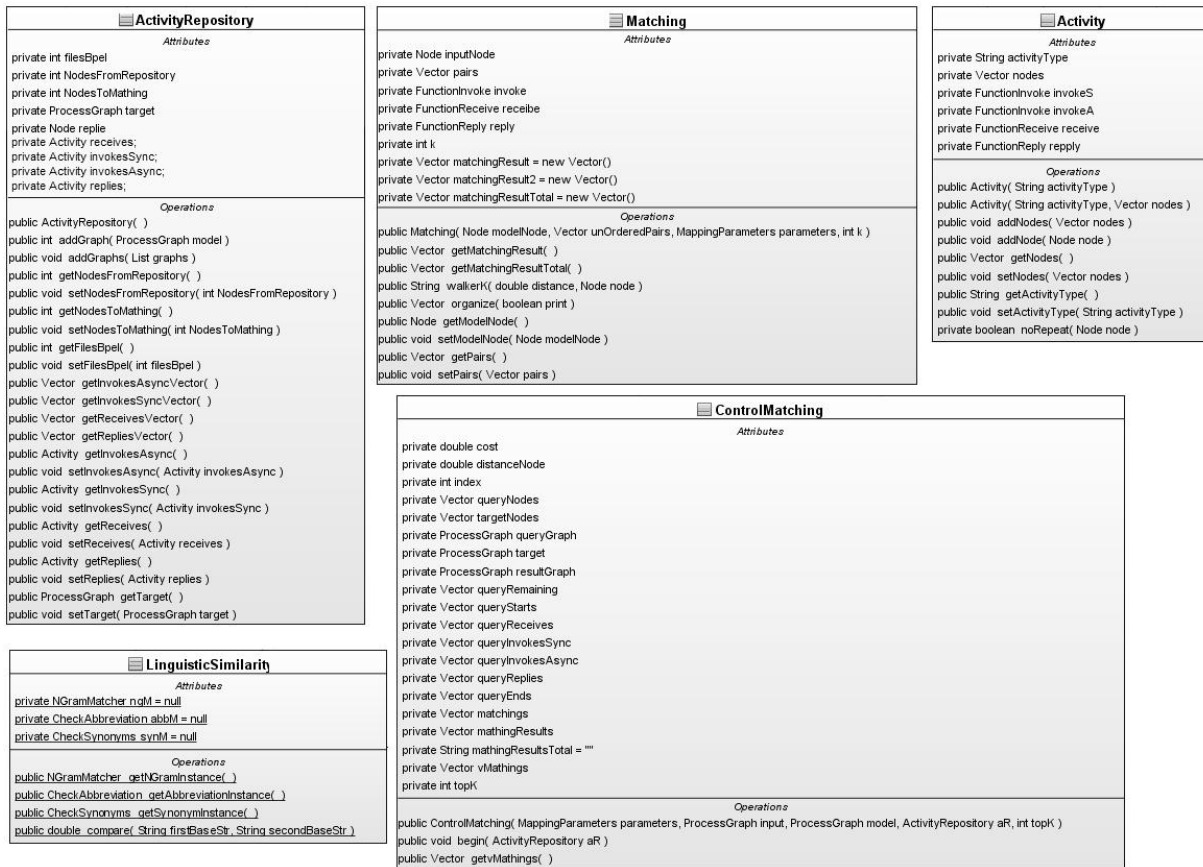 ActivityRepository
Attributes
private int filesBpel
private int NodesFromRepository
private int NodesToMathing
private ProcessGraph target
private Node replie
private Activity receives;
private Activity invokesSync;
private Activity invokesAsync;
private Activity replies;
Operations
public ActivityRepository( )
public int addGraph( ProcessGraph model )
public void addGraphs( List graphs )
public int getNodesFromRepository( )
public void setNodesFromRepository( int NodesFromRepository )
public int getNodesToMathing( )
public void setNodesToMathing( int NodesToMathing )
public int getFilesBpel( )
public void setFilesBpel( int filesBpel )
public Vector getInvokesAsyncVector( )
public Vector getInvokesSyncVector( )
public Vector getReceivesVector( )
public Vector getRepliesVector( )
public Activity getInvokesAsync( )
public void setInvokesAsync( Activity invokesAsync )
public Activity getInvokesSync( )
public void setInvokesSync( Activity invokesSync )
public Activity getReceives( )
public void setReceives( Activity receives )
public Activity getReplies( )
public void setReplies( Activity replies )
public ProcessGraph getTarget( )
public void setTarget( ProcessGraph target )
Matching
Attributes
private Node inputNode
private Vector pairs
private FunctionInvoke invoke
private FunctionReceive receibe
private FunctionReply reply
private int k
private Vector matchingResult = new Vector()
private Vector matchingResult2 = new Vector()
private Vector matchingResultTotal = new Vector()
Operations
public Matching( Node modelNode, Vector unOrderedPairs, MappingParameters parameters, int k )
public Vector getMatchingResult( )
public Vector getMatchingResultTotal( )
public String walkerK( double distance, Node node )
public Vector organize( boolean print )
public Node getModelNode( )
public void setModelNode( Node modelNode )
public Vector getPairs( )
public void setPairs( Vector pairs )
Activity
Attributes
private String activityType
private Vector nodes
private FunctionInvoke invokeS
private FunctionInvoke invokeA
private FunctionReceive receive
private FunctionReply repply
Operations
public Activity( String activityType )
public Activity( String activityType, Vector nodes )
public void addNodes( Vector nodes )
public void addNode( Node node )
public Vector getNodes( )
public void setNodes( Vector nodes )
public String getActivityType( )
public void setActivityType( String activityType )
private boolean noRepeat( Node node )
LinguisticSimilarity
Attributes
private NGramMatcher ngM = null
private CheckAbbreviation abbM = null
private CheckSynonyms synM = null
Operations
public NGramMatcher getNGramInstance( )
public CheckAbbreviation getAbbreviationInstance( )
public CheckSynonyms getSynonymInstance( )
public double compare( String firstBaseStr, String secondBaseStr )
ControlMatching
Attributes
private double cost
private double distanceNode
private int index
private Vector queryNodes
private Vector targetNodes
private ProcessGraph queryGraph
private ProcessGraph target
private ProcessGraph resultGraph
private Vector queryRemaining
private Vector queryStarts
private Vector queryReceives
private Vector queryInvokesSync
private Vector queryInvokesAsync
private Vector queryReplies
private Vector queryEnds
private Vector matchings
private Vector mathingResults
private String mathingResultsTotal = ""
private Vector vMathings
private int topK
Operations
public ControlMatching( MappingParameters parameters, ProcessGraph input, ProcessGraph model, ActivityRepository aR, int topK )
public void begin( ActivityRepository aR )
public Vector getvMathings( )